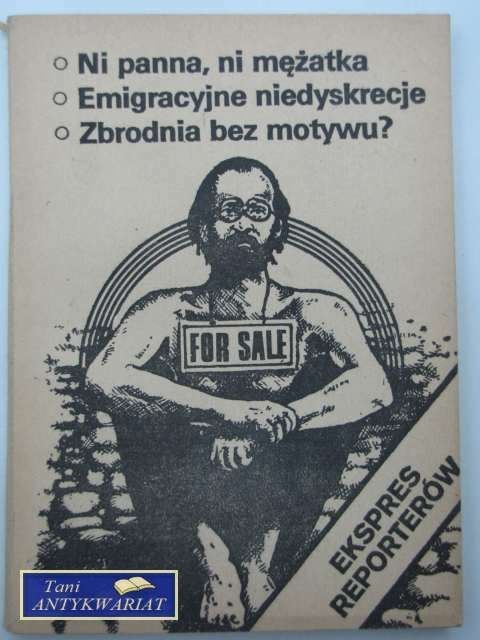 ○ Ni panna, ni mężatka
○ Emigracyjne niedyskrecje
○ Zbrodnia bez motywu?
FOR SALE
EKSPRES
REPORTERÓW
Tani
ANTYKWARIAT